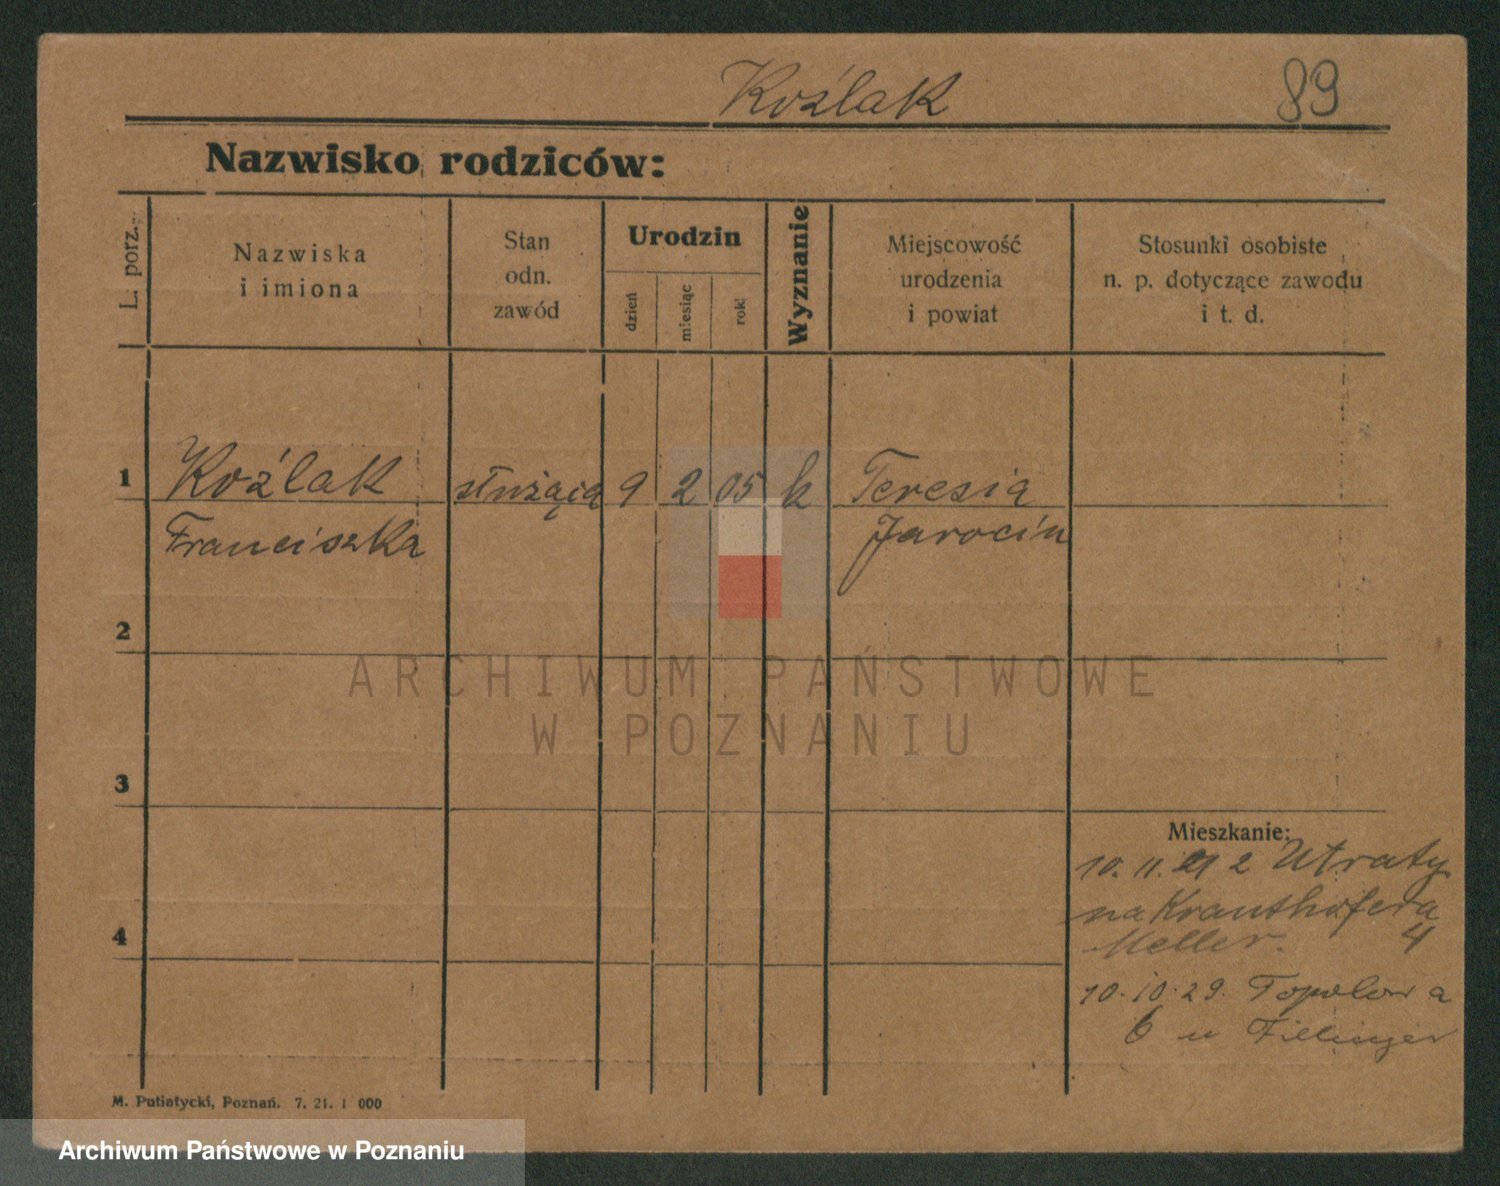 Koźlak 89
Nazwisko rodziców:
L. porz.
Nazwiska
i imiona
Stan
odn.
zawód
Urodzin
dzień
miesiąc
rok
Wyznanie
Miejscowość
urodzenia
i powiat
Stosunki osobiste
n. p. dotyczące zawodu
i t. d.
1 Koźlak służąca 9 2 05 k Teresia
Franciszka Jarocin
2
ARCHIWUM PAŃSTWOWE
W POZNANIU
3
Mieszkanie:
10. 11. 21 z Utraty
na Krauthofera
4 Meller. 4
10.10.29. Topolowa
6 u Fillinger
M. Putiatycki, Poznań. 7. 21. 1 000
Archiwum Państwowe w Poznaniu